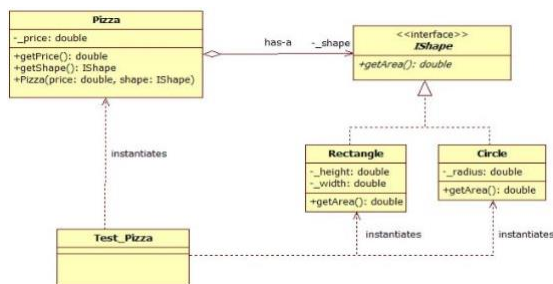 Pizza
-_price: double
+getPrice(): double
+getShape(): IShape
+Pizza(price: double, shape: IShape)
has-a
-_shape
<<interface>>
IShape
+getArea(): double
instantiates
Rectangle
-_height: double
-_width: double
+getArea(): double
Circle
-_radius: double
+getArea(): double
Test_Pizza
instantiates
instantiates